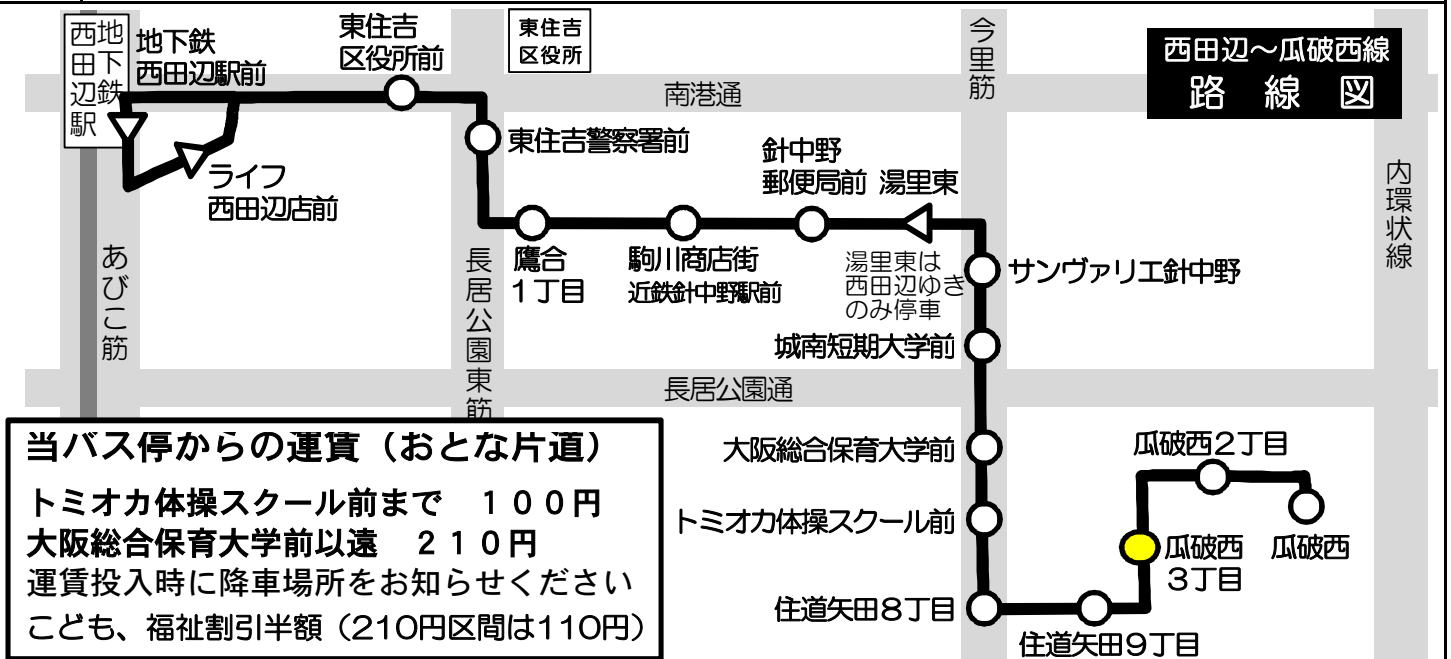 地下鉄
西田辺駅
地下鉄
西田辺駅前
東住吉
区役所前
東住吉
区役所
今里筋
西田辺～瓜破西線
路線図
南港通
東住吉警察署前
針中野
郵便局前
湯里東
ライフ
西田辺店前
内環状線
あびこ筋
長居公園東筋
鷹合
1丁目
駒川商店街
近鉄針中野駅前
湯里東は
西田辺ゆき
のみ停車
サンヴァリエ針中野
城南短期大学前
長居公園通
当バス停からの運賃（おとな片道）
トミオカ体操スクール前まで　１００円
大阪総合保育大学前以遠　２１０円
運賃投入時に降車場所をお知らせください
こども、福祉割引半額（210円区間は110円）
大阪総合保育大学前
瓜破西2丁目
トミオカ体操スクール前
瓜破西
3丁目
瓜破西
住道矢田8丁目
住道矢田9丁目